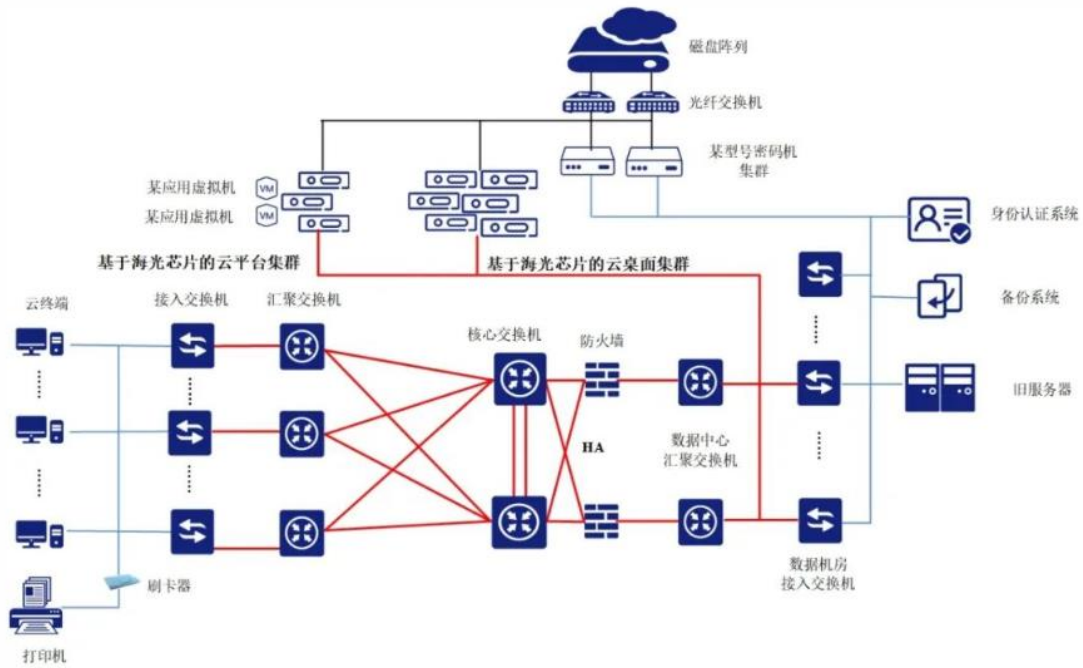 磁盘阵列
光纤交换机
某型号密码机
集群
某应用虚拟机
VM
某应用虚拟机
VM
身份认证系统
基于海光芯片的云平台集群
基于海光芯片的云桌面集群
云终端
接入交换机
汇聚交换机
备份系统
核心交换机
防火墙
旧服务器
HA
数据中心
汇聚交换机
数据机房
接入交换机
刷卡器
打印机